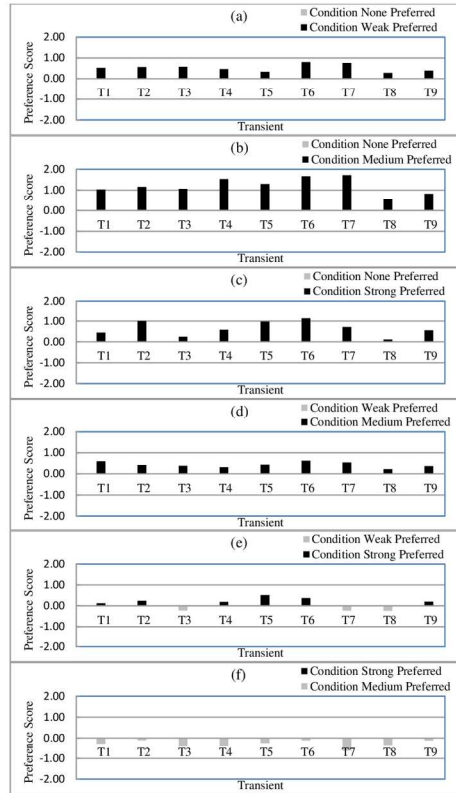 (a)
Condition None Preferred
Condition Weak Preferred
Preference Score
2.00
1.00
0.00
-1.00
-2.00
T1 T2 T3 T4 T5 T6 T7 T8 T9
Transient
(b)
Condition None Preferred
Condition Medium Preferred
Preference Score
2.00
1.00
0.00
-1.00
-2.00
T1 T2 T3 T4 T5 T6 T7 T8 T9
Transient
(c)
Condition None Preferred
Condition Strong Preferred
Preference Score
2.00
1.00
0.00
-1.00
-2.00
T1 T2 T3 T4 T5 T6 T7 T8 T9
Transient
(d)
Condition Weak Preferred
Condition Medium Preferred
Preference Score
2.00
1.00
0.00
-1.00
-2.00
T1 T2 T3 T4 T5 T6 T7 T8 T9
Transient
(e)
Condition Weak Preferred
Condition Strong Preferred
Preference Score
2.00
1.00
0.00
-1.00
-2.00
T1 T2 T3 T4 T5 T6 T7 T8 T9
Transient
(f)
Condition Strong Preferred
Condition Medium Preferred
Preference Score
2.00
1.00
0.00
-1.00
-2.00
T1 T2 T3 T4 T5 T6 T7 T8 T9
Transient